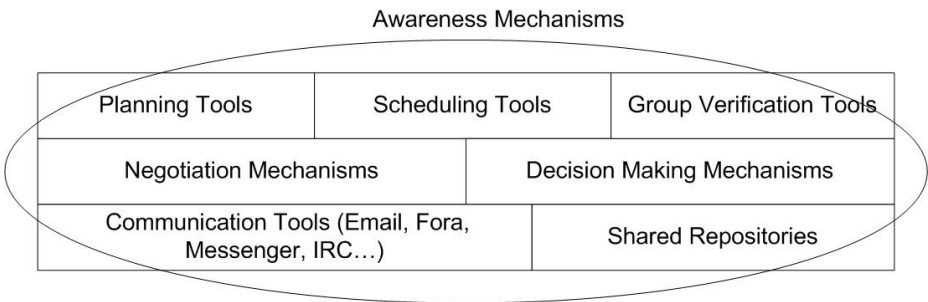 Awareness Mechanisms
Planning Tools
Scheduling Tools
Group Verification Tools
Negotiation Mechanisms
Decision Making Mechanisms
Communication Tools (Email, Fora,
Messenger, IRC…)
Shared Repositories